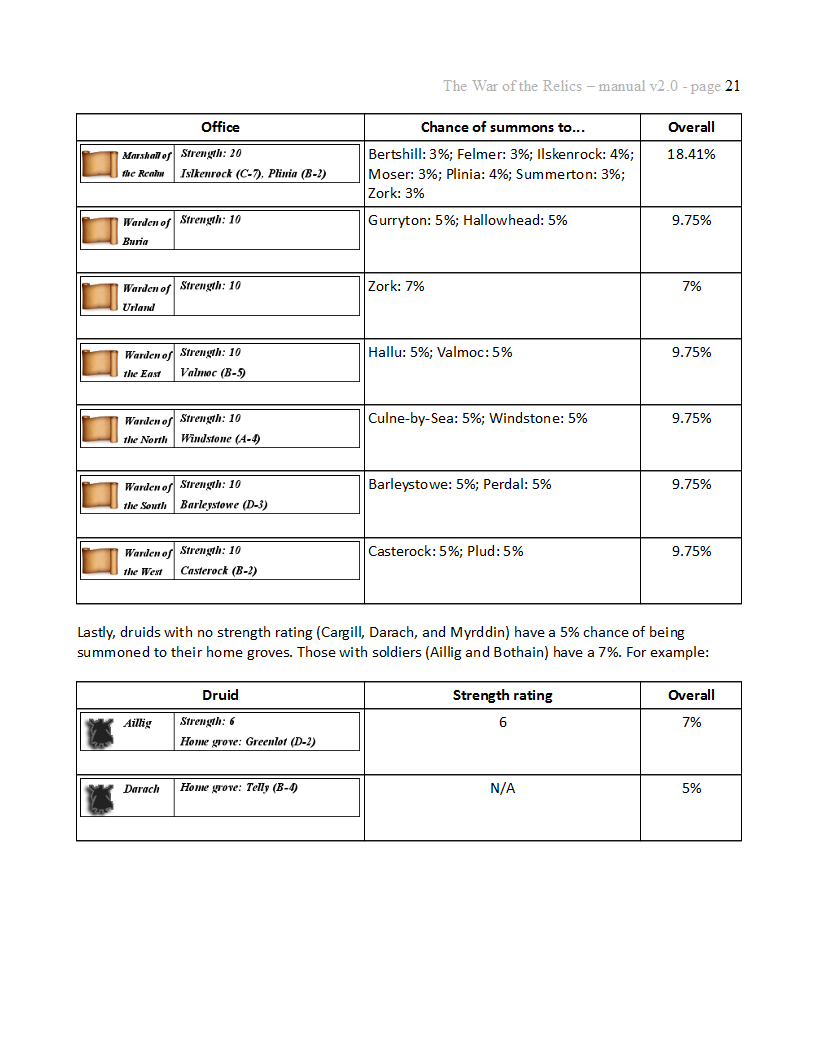 The War of the Relics – manual v2.0 - page 21
Office Chance of summons to... Overall
Marshall of the Realm
Strength: 20
Islkenrock (C-7), Plinia (B-2)
Bertshill: 3%; Felmer: 3%; Ilskenrock: 4%;
Moser: 3%; Plinia: 4%; Summerton: 3%;
Zork: 3%
18.41%
Warden of
Buria
Strength: 10
Gurryton: 5%; Hallowhead: 5%
9.75%
Warden of
Urland
Strength: 10
Zork: 7%
7%
Warden of
the East
Strength: 10
Valmoc (B-5)
Hallu: 5%; Valmoc: 5%
9.75%
Warden of
the North
Strength: 10
Windstone (A-4)
Culne-by-Sea: 5%; Windstone: 5%
9.75%
Warden of
the South
Strength: 10
Barleystowe (D-3)
Barleystowe: 5%; Perdal: 5%
9.75%
Warden of
the West
Strength: 10
Casterock (B-2)
Casterock: 5%; Plud: 5%
9.75%
Lastly, druids with no strength rating (Cargill, Darach, and Myrddin) have a 5% chance of being
summoned to their home groves. Those with soldiers (Aillig and Bothain) have a 7%. For example:
Druid Strength rating Overall
Aillig
Strength: 6
Home grove: Greenlot (D-2)
6
7%
Darach
Home grove: Telly (B-4)
N/A
5%